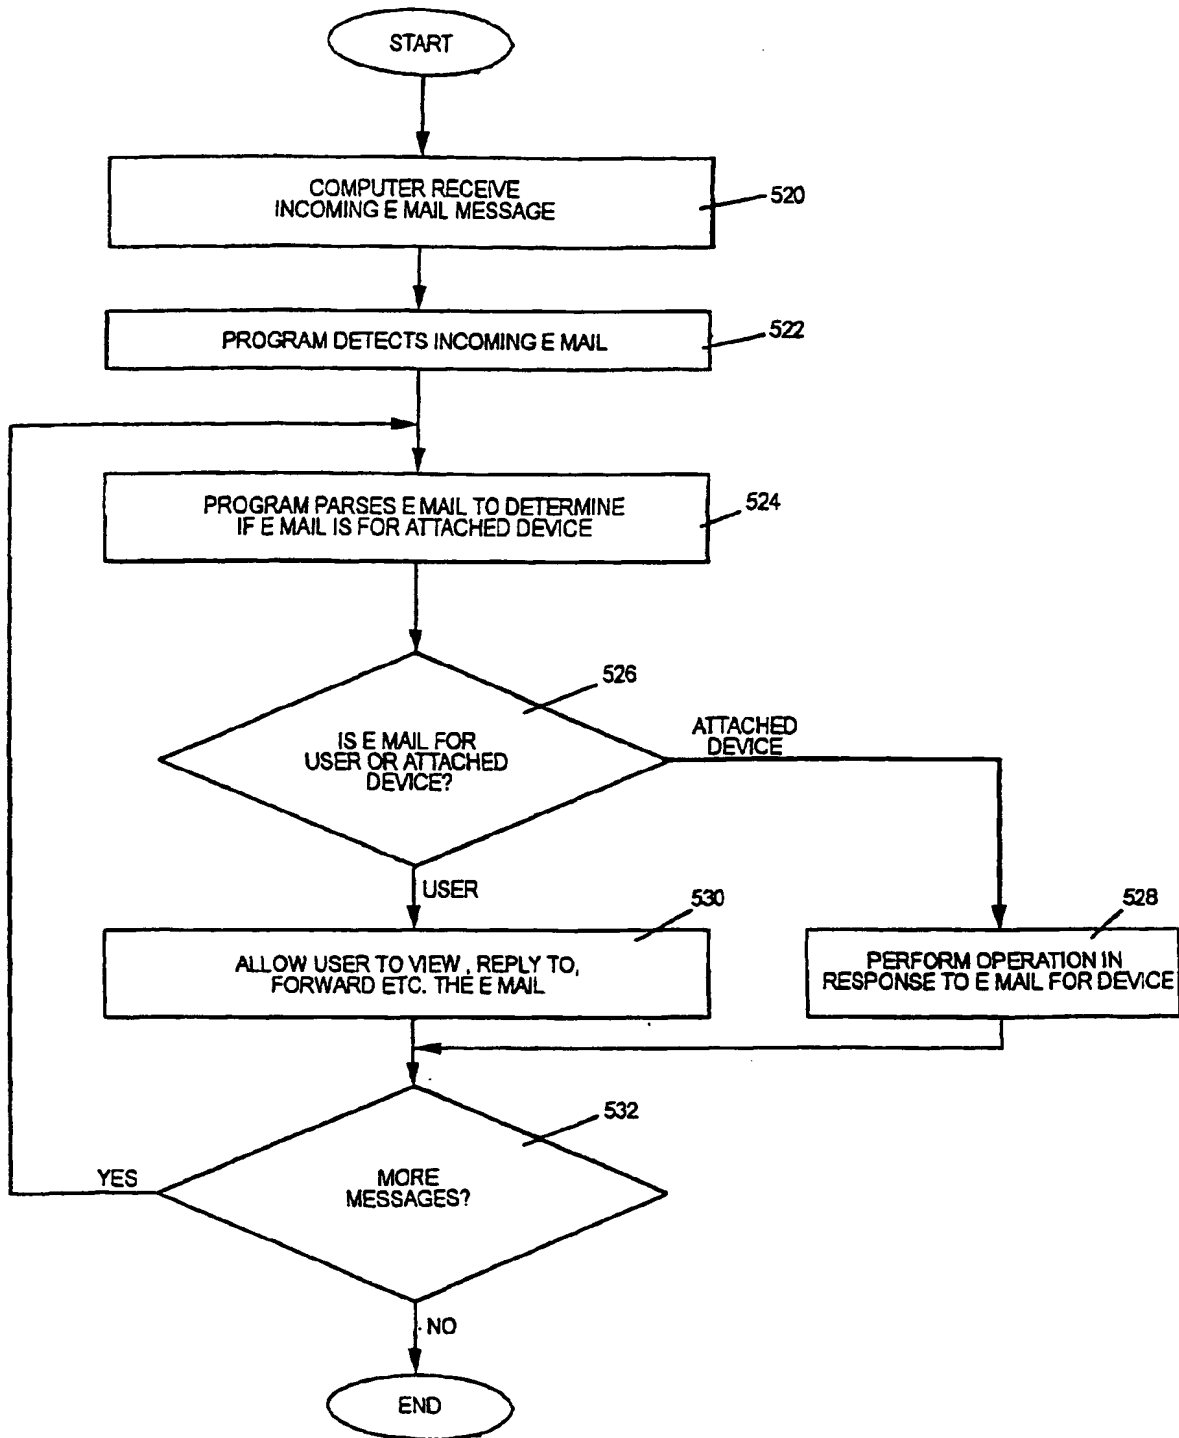 START
COMPUTER RECEIVE
INCOMING E MAIL MESSAGE
520
PROGRAM DETECTS INCOMING E MAIL
522
PROGRAM PARSES E MAIL TO DETERMINE
IF E MAIL IS FOR ATTACHED DEVICE
524
526
IS E MAIL FOR
USER OR ATTACHED
DEVICE?
ATTACHED
DEVICE
USER
530
528
ALLOW USER TO VIEW, REPLY TO,
FORWARD ETC. THE E MAIL
PERFORM OPERATION IN
RESPONSE TO E MAIL FOR DEVICE
532
YES
MORE
MESSAGES?
NO
END